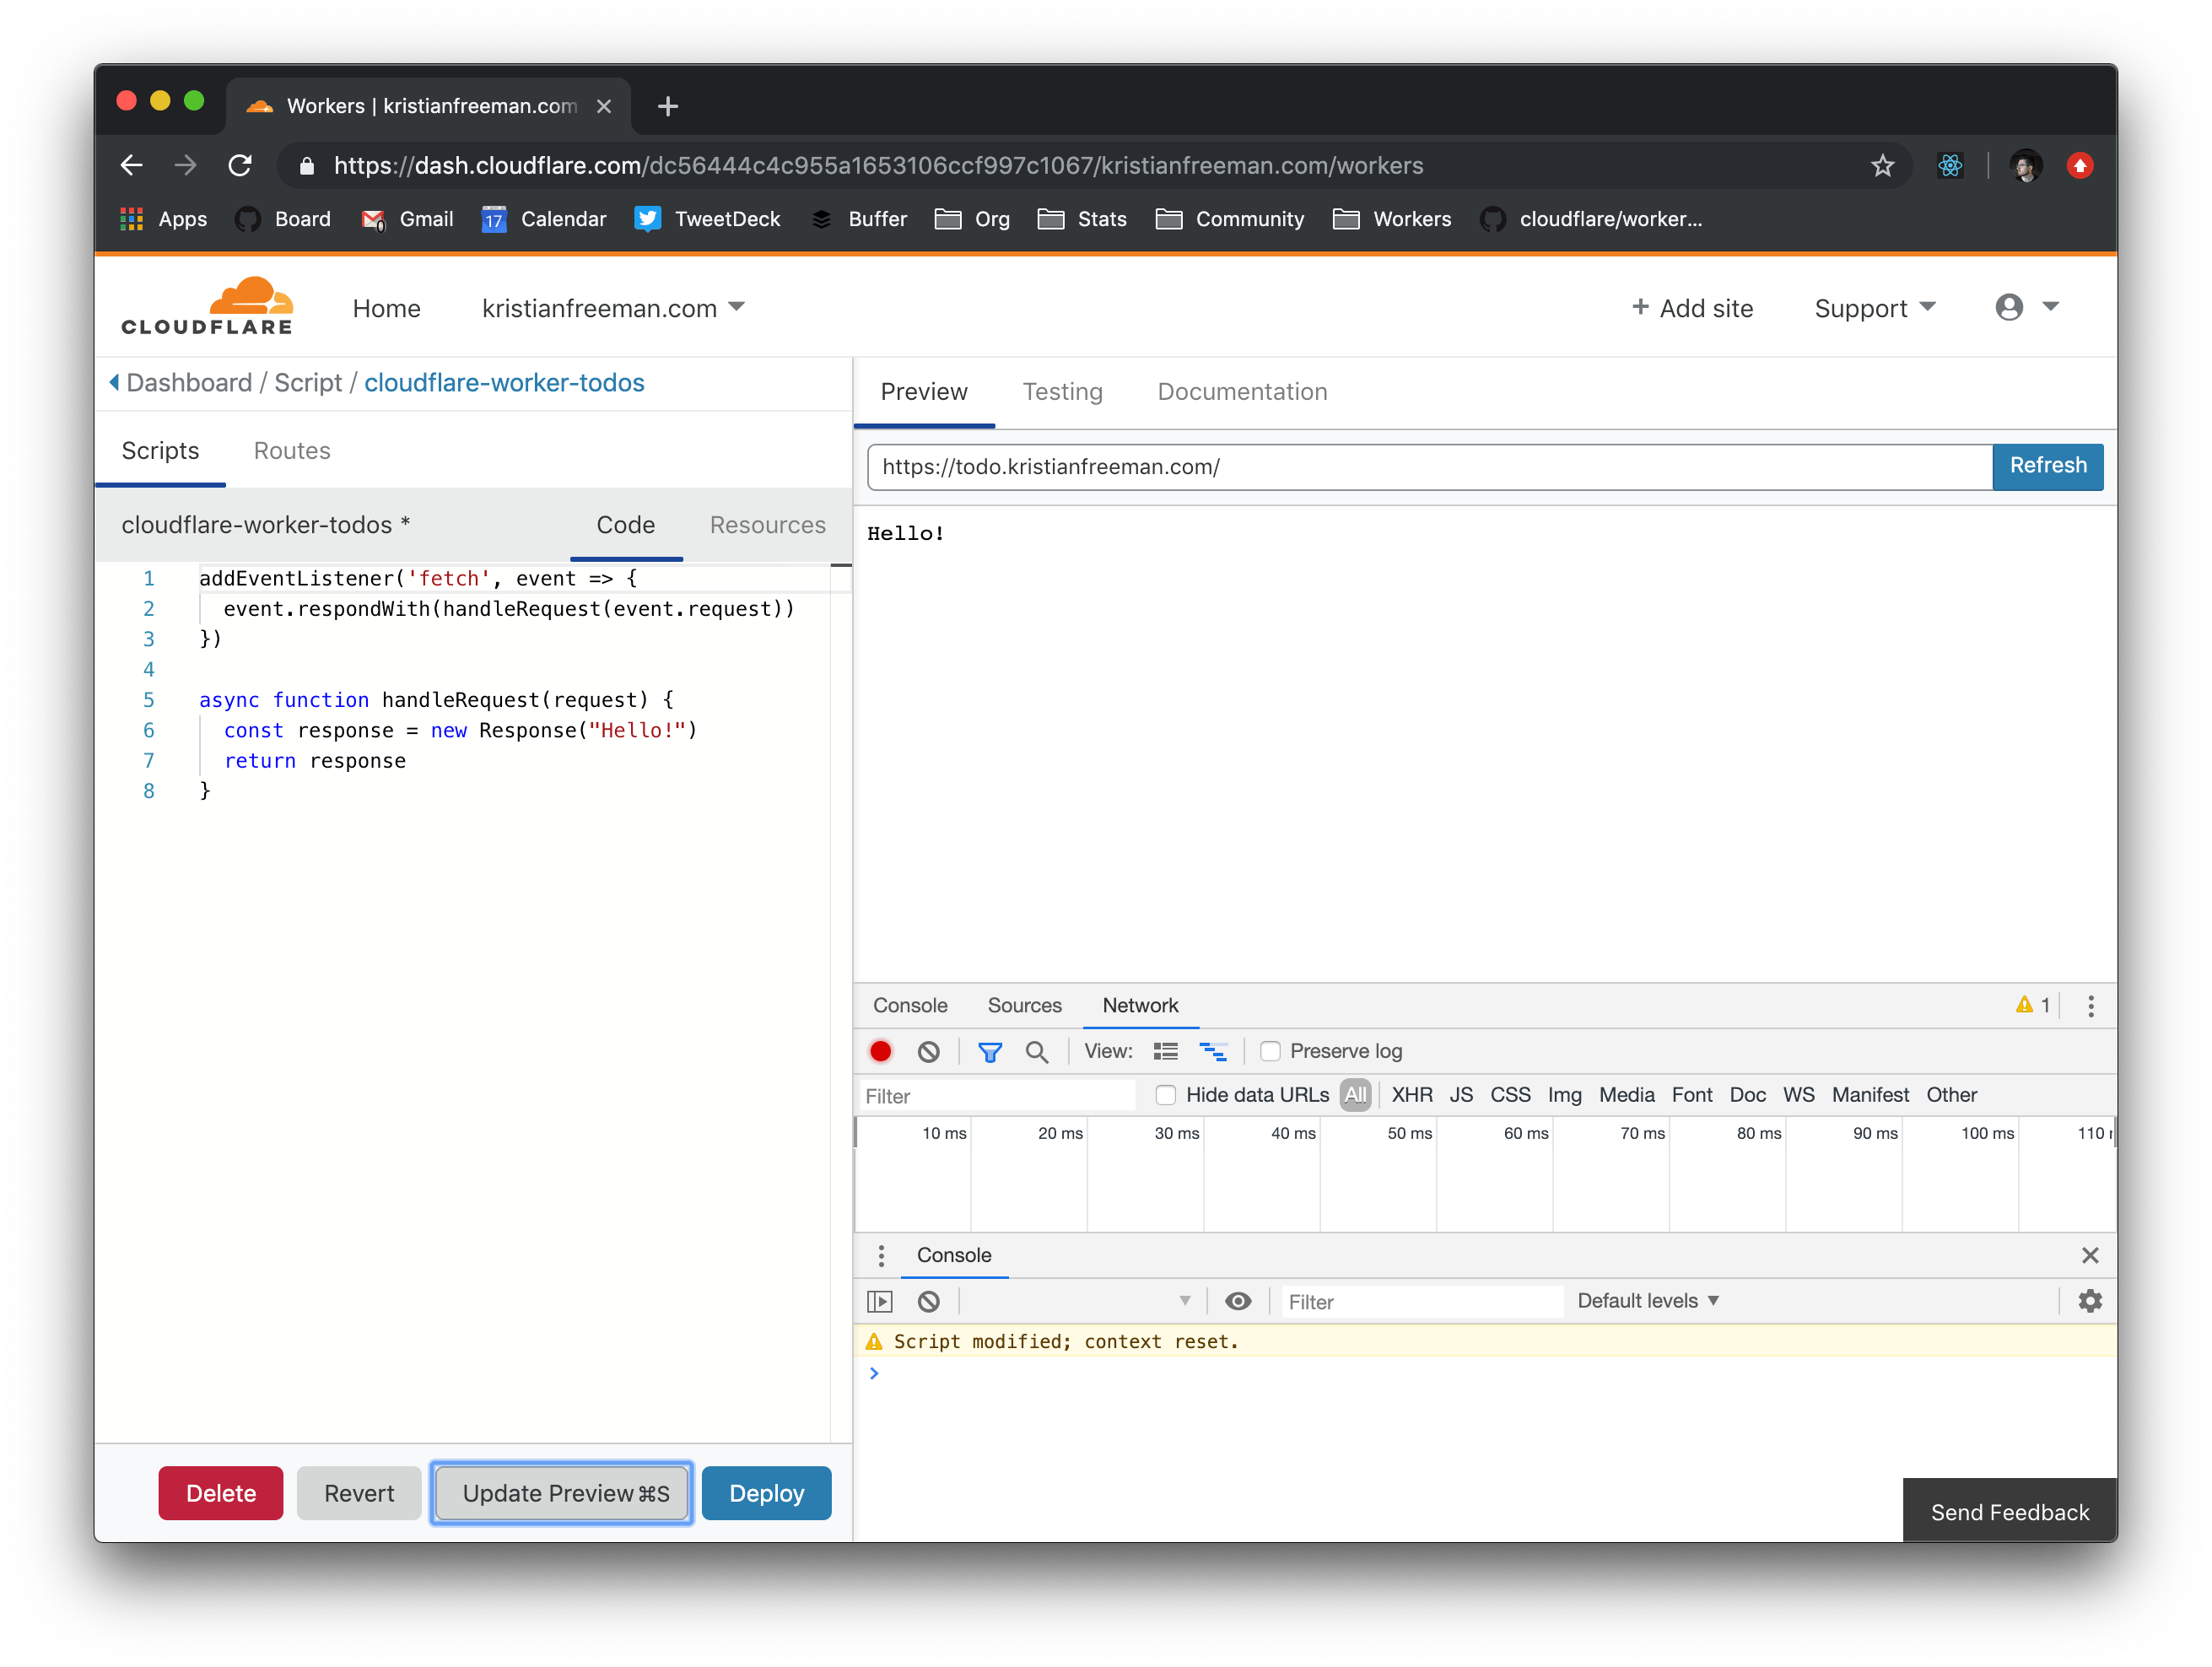 Workers | kristianfreeman.com
https://dash.cloudflare.com/dc56444c4c955a1653106ccf997c1067/kristianfreeman.com/workers
Apps Board Gmail 17 Calendar TweetDeck Buffer Org Stats Community Workers cloudflare/worker...
CLOUDFLARE Home kristianfreeman.com + Add site Support
Dashboard / Script / cloudflare-worker-todos
Scripts Routes
cloudflare-worker-todos * Code Resources
1 addEventListener('fetch', event => {
2 event.respondWith(handleRequest(event.request))
3 })
4
5 async function handleRequest(request) {
6 const response = new Response("Hello!")
7 return response
8 }
Delete Revert Update Preview ⌘S Deploy
Preview Testing Documentation
https://todo.kristianfreeman.com/ Refresh
Hello!
Console Sources Network 1
View: Preserve log
Filter Hide data URLs All XHR JS CSS Img Media Font Doc WS Manifest Other
10 ms 20 ms 30 ms 40 ms 50 ms 60 ms 70 ms 80 ms 90 ms 100 ms 110
Console
Filter Default levels ▼
Script modified; context reset.
Send Feedback